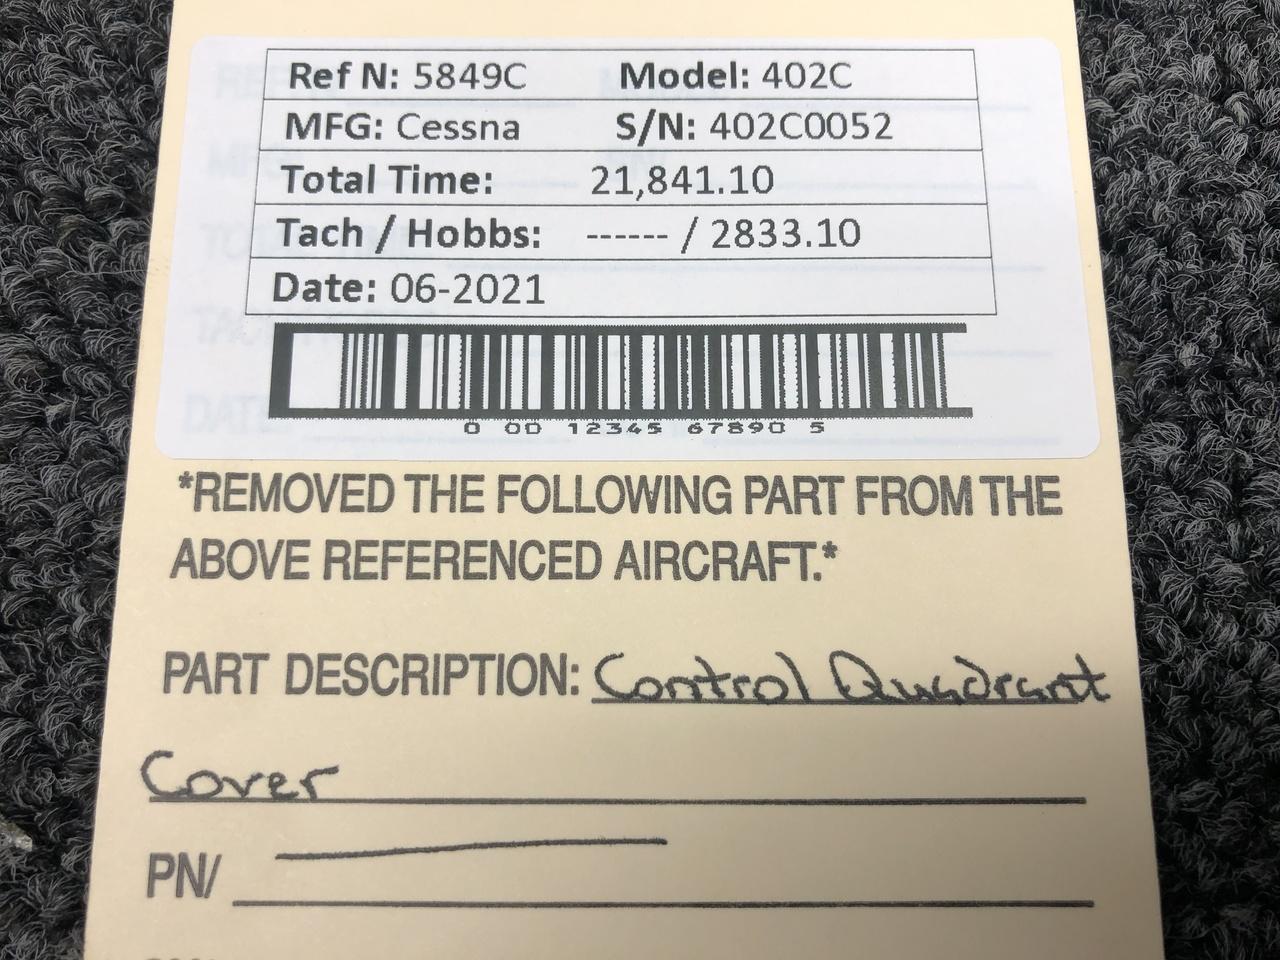 Ref N: 5849C Model: 402C
MFG: Cessna S/N: 402C0052
Total Time: 21,841.10
Tach / Hobbs: ------ / 2833.10
Date: 06-2021
0 00 12345 67890 5
*REMOVED THE FOLLOWING PART FROM THE
ABOVE REFERENCED AIRCRAFT.*
PART DESCRIPTION: Control Quadrant
Cover
PN/